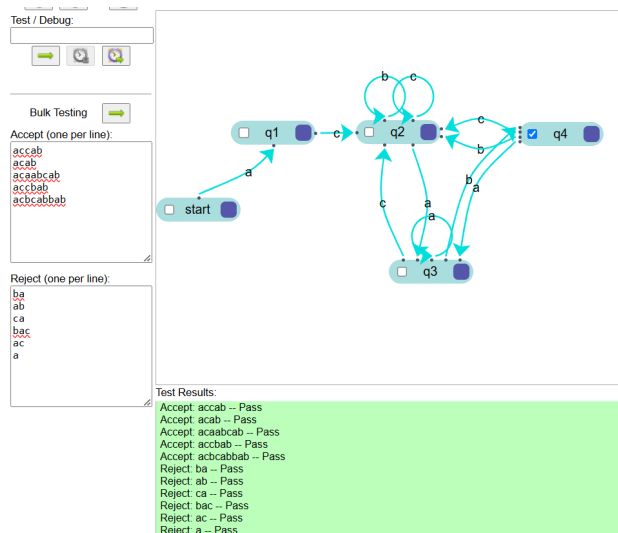 Test / Debug:
Bulk Testing
Accept (one per line):
accab
acab
acaabcab
accbab
acbcabbab
Reject (one per line):
ba
ab
ca
bac
ac
a
b
c
q1
c
q2
c
q4
b
a
start
c
a
a
b
a
q3
Test Results:
Accept: accab -- Pass
Accept: acab -- Pass
Accept: acaabcab -- Pass
Accept: accbab -- Pass
Accept: acbcabbab -- Pass
Reject: ba -- Pass
Reject: ab -- Pass
Reject: ca -- Pass
Reject: bac -- Pass
Reject: ac -- Pass
Reject: a -- Pass